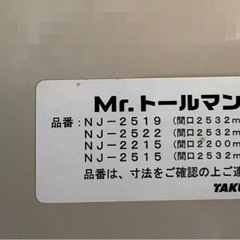 Mr.トールマン
品番：NJ-2519（間口2532m
NJ-2522（間口2532m
NJ-2215（間口2200m
NJ-2515（間口2532m
品番は、寸法をご確認の上ご連
TAKU